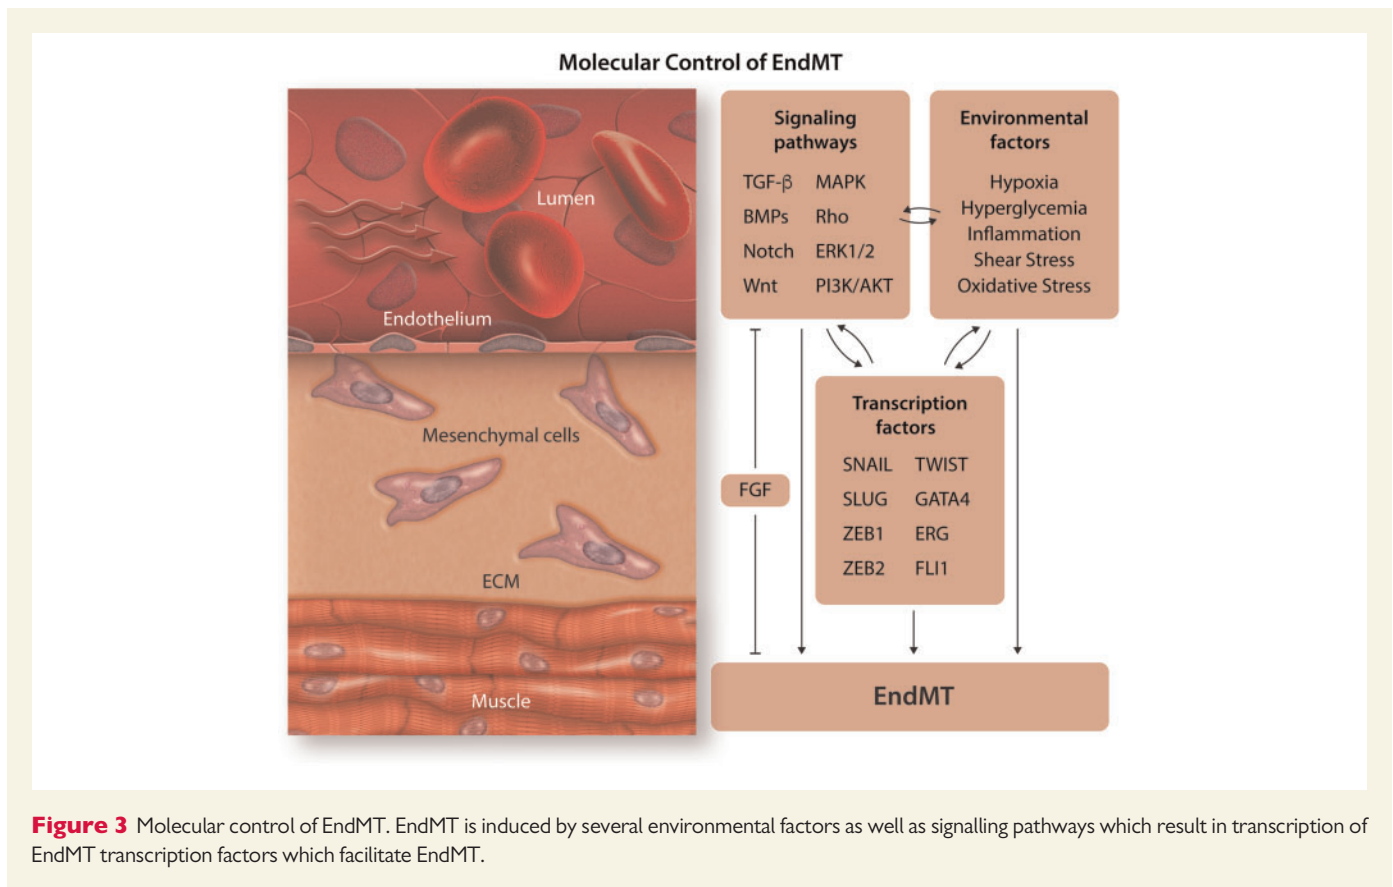 Molecular Control of EndMT
Lumen
Endothelium
Mesenchymal cells
ECM
Muscle
Signaling
pathways
TGF-β MAPK
BMPs Rho
Notch ERK1/2
Wnt PI3K/AKT
Environmental
factors
Hypoxia
Hyperglycemia
Inflammation
Shear Stress
Oxidative Stress
Transcription
factors
SNAIL TWIST
SLUG GATA4
ZEB1 ERG
ZEB2 FLI1
FGF
EndMT
Figure 3 Molecular control of EndMT. EndMT is induced by several environmental factors as well as signalling pathways which result in transcription of
EndMT transcription factors which facilitate EndMT.